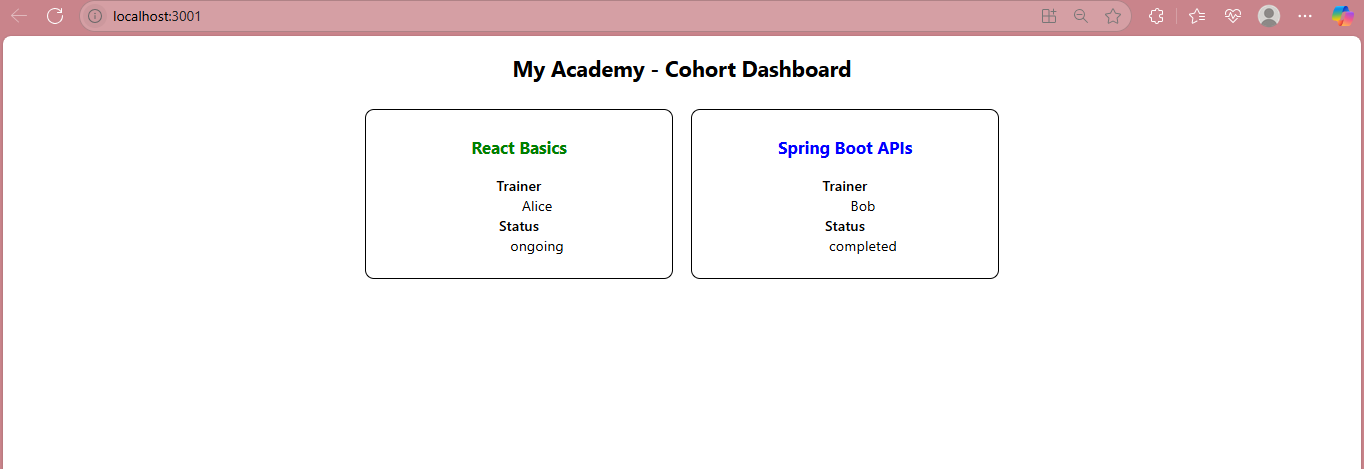 localhost:3001
My Academy - Cohort Dashboard
React Basics
Trainer
Alice
Status
ongoing
Spring Boot APIs
Trainer
Bob
Status
completed